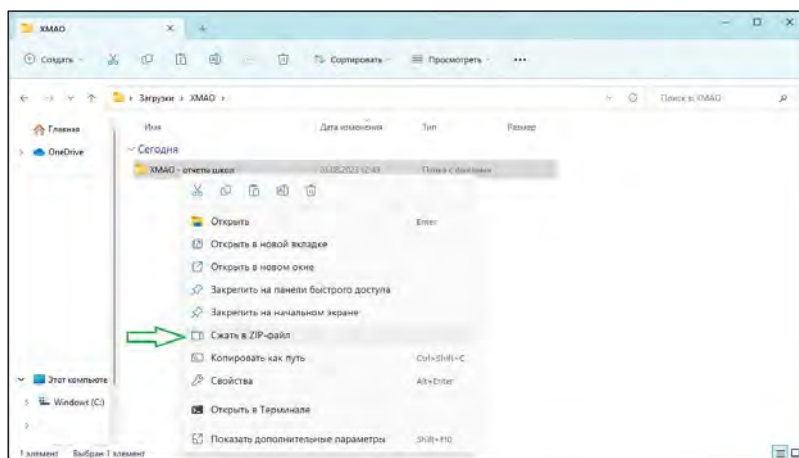 ХМАО
Создать
Сортировать
Просмотреть
Загрузки
ХМАО
Поиск в: ХМАО
Главная
OneDrive
Имя
Дата изменения
Тип
Размер
Сегодня
ХМАО - отчеты школ
Папка с файлами
Открыть
Enter
Открыть в новой вкладке
Открыть в новом окне
Закрепить на панели быстрого доступа
Закрепить на начальном экране
Сжать в ZIP-файл
Копировать как путь
Ctrl+Shift+C
Свойства
Alt+Enter
Открыть в Терминале
Показать дополнительные параметры
Shift+F10
Этот компьюте
Windows (C:)
1 элемент
Выбран 1 элемент